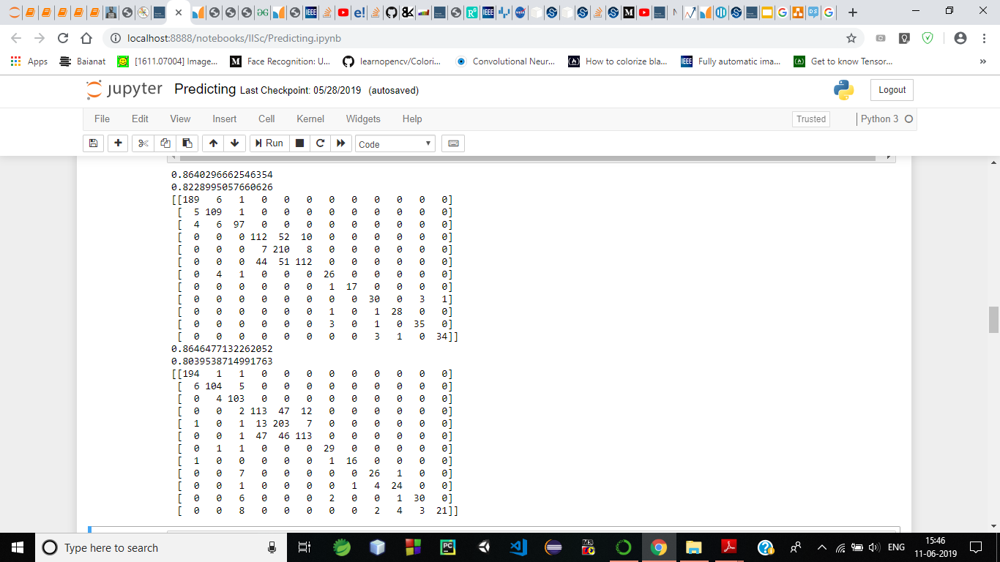 localhost:8888/notebooks/IISc/Predicting.ipynb
Apps Baianat [1611.07004] Image... Face Recognition: U... learnopencv/Colori... Convolutional Neur... How to colorize bla... Fully automatic ima... Get to know Tensor... »
jupyter Predicting Last Checkpoint: 05/28/2019 (autosaved) Logout
File Edit View Insert Cell Kernel Widgets Help Trusted Python 3
Run Code
0.8640296662546354
0.8228995057660626
[[189 6 1 0 0 0 0 0 0 0 0 0]
[ 5 109 1 0 0 0 0 0 0 0 0 0]
[ 4 6 97 0 0 0 0 0 0 0 0 0]
[ 0 0 0 112 52 10 0 0 0 0 0 0]
[ 0 0 0 7 210 8 0 0 0 0 0 0]
[ 0 0 0 44 51 112 0 0 0 0 0 0]
[ 0 4 1 0 0 0 26 0 0 0 0 0]
[ 0 0 0 0 0 0 1 17 0 0 0 0]
[ 0 0 0 0 0 0 0 0 30 0 3 1]
[ 0 0 0 0 0 0 1 0 1 28 0 0]
[ 0 0 0 0 0 0 3 0 1 0 35 0]
[ 0 0 0 0 0 0 0 0 3 1 0 34]]
0.8646477132262052
0.8039538714991763
[[194 1 1 0 0 0 0 0 0 0 0 0]
[ 6 104 5 0 0 0 0 0 0 0 0 0]
[ 0 4 103 0 0 0 0 0 0 0 0 0]
[ 0 0 2 113 47 12 0 0 0 0 0 0]
[ 1 0 1 13 203 7 0 0 0 0 0 0]
[ 0 0 1 47 46 113 0 0 0 0 0 0]
[ 0 1 1 0 0 0 29 0 0 0 0 0]
[ 1 0 0 0 0 0 1 16 0 0 0 0]
[ 0 0 7 0 0 0 0 0 26 1 0 0]
[ 0 0 1 0 0 0 0 1 4 24 0 0]
[ 0 0 6 0 0 0 2 0 0 1 30 0]
[ 0 0 8 0 0 0 0 0 2 4 3 21]]
Type here to search ENG 15:46
11-06-2019